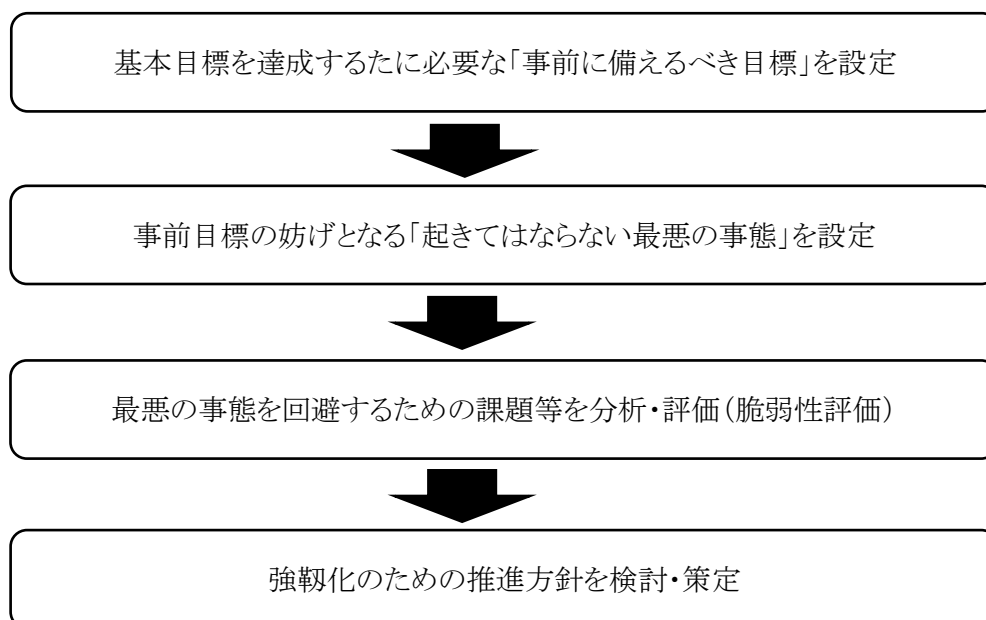 基本目標を達成するたに必要な「事前に備えるべき目標」を設定
事前目標の妨げとなる「起きてはならない最悪の事態」を設定
最悪の事態を回避するための課題等を分析・評価(脆弱性評価)
強靱化のための推進方針を検討・策定